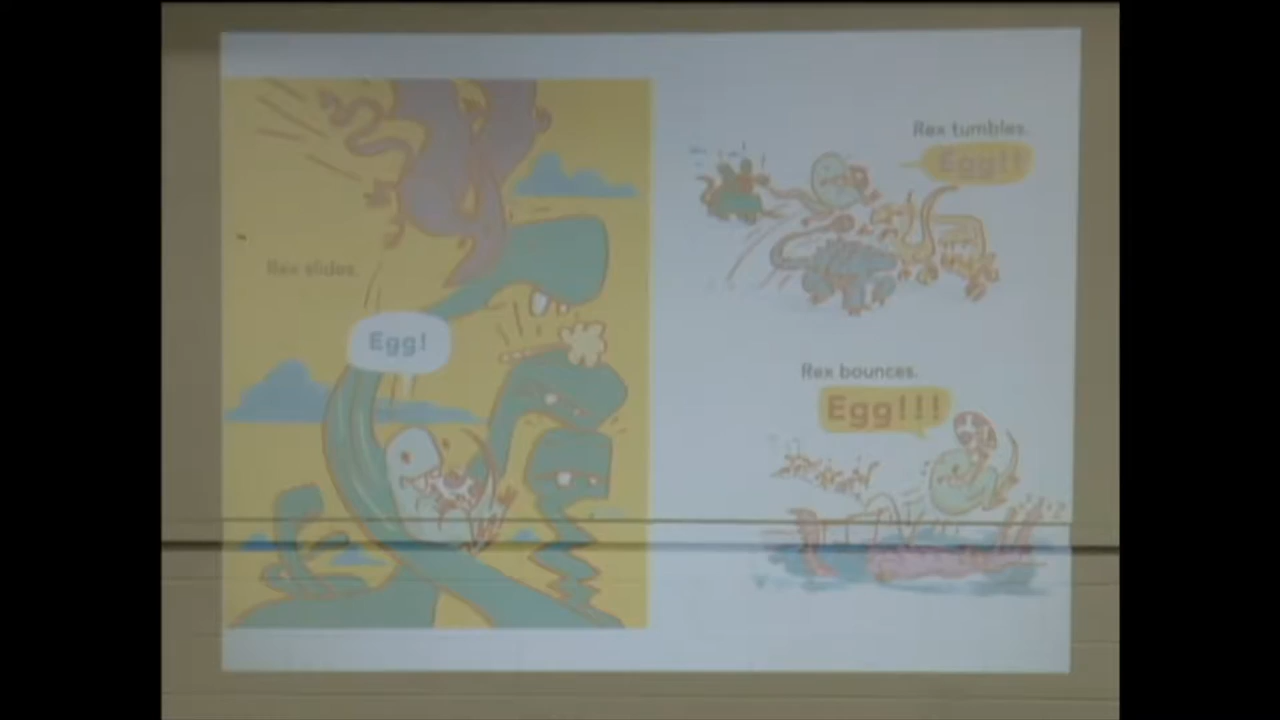 Rex slides.
Egg!
Rex tumbles.
Egg!!
Rex bounces.
Egg!!!